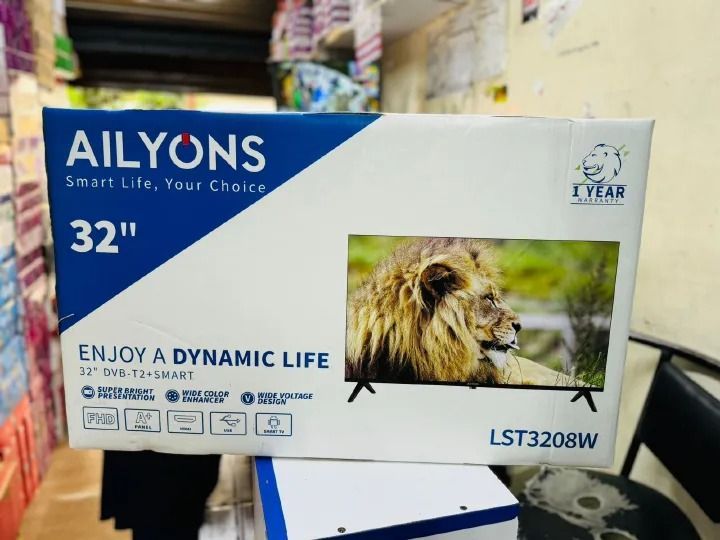 AILYONS
Smart Life, Your Choice
32"
1 YEAR
WARRANTY
ENJOY A DYNAMIC LIFE
32" DVB-T2+SMART
SUPER BRIGHT
PRESENTATION
WIDE COLOR
ENHANCER
WIDE VOLTAGE
DESIGN
FHD
A+
PANEL
HDMI
USB
SMART TV
LST3208W